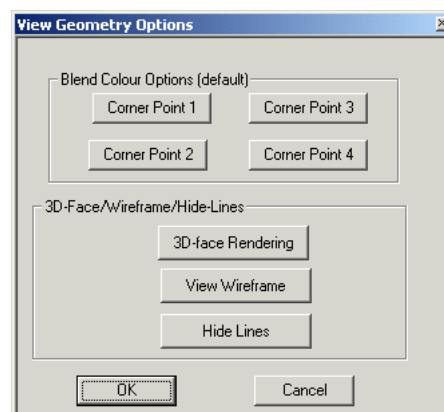 View Geometry Options
Blend Colour Options (default)
Corner Point 1 Corner Point 3
Corner Point 2 Corner Point 4
3D-Face/Wireframe/Hide-Lines
3D-face Rendering
View Wireframe
Hide Lines
OK Cancel